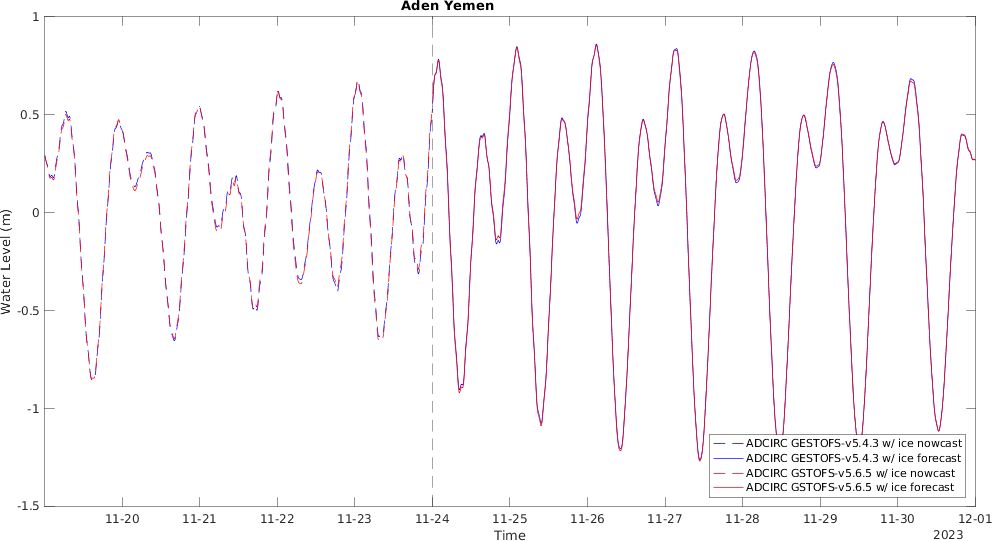 Aden Yemen
1
0.5
0
-0.5
-1
-1.5
Water Level (m)
ADCIRC GESTOFS-v5.4.3 w/ ice nowcast
ADCIRC GESTOFS-v5.4.3 w/ ice forecast
ADCIRC GSTOFS-v5.6.5 w/ ice nowcast
ADCIRC GSTOFS-v5.6.5 w/ ice forecast
11-20 11-21 11-22 11-23 11-24 11-25 11-26 11-27 11-28 11-29 11-30 12-01
Time
2023